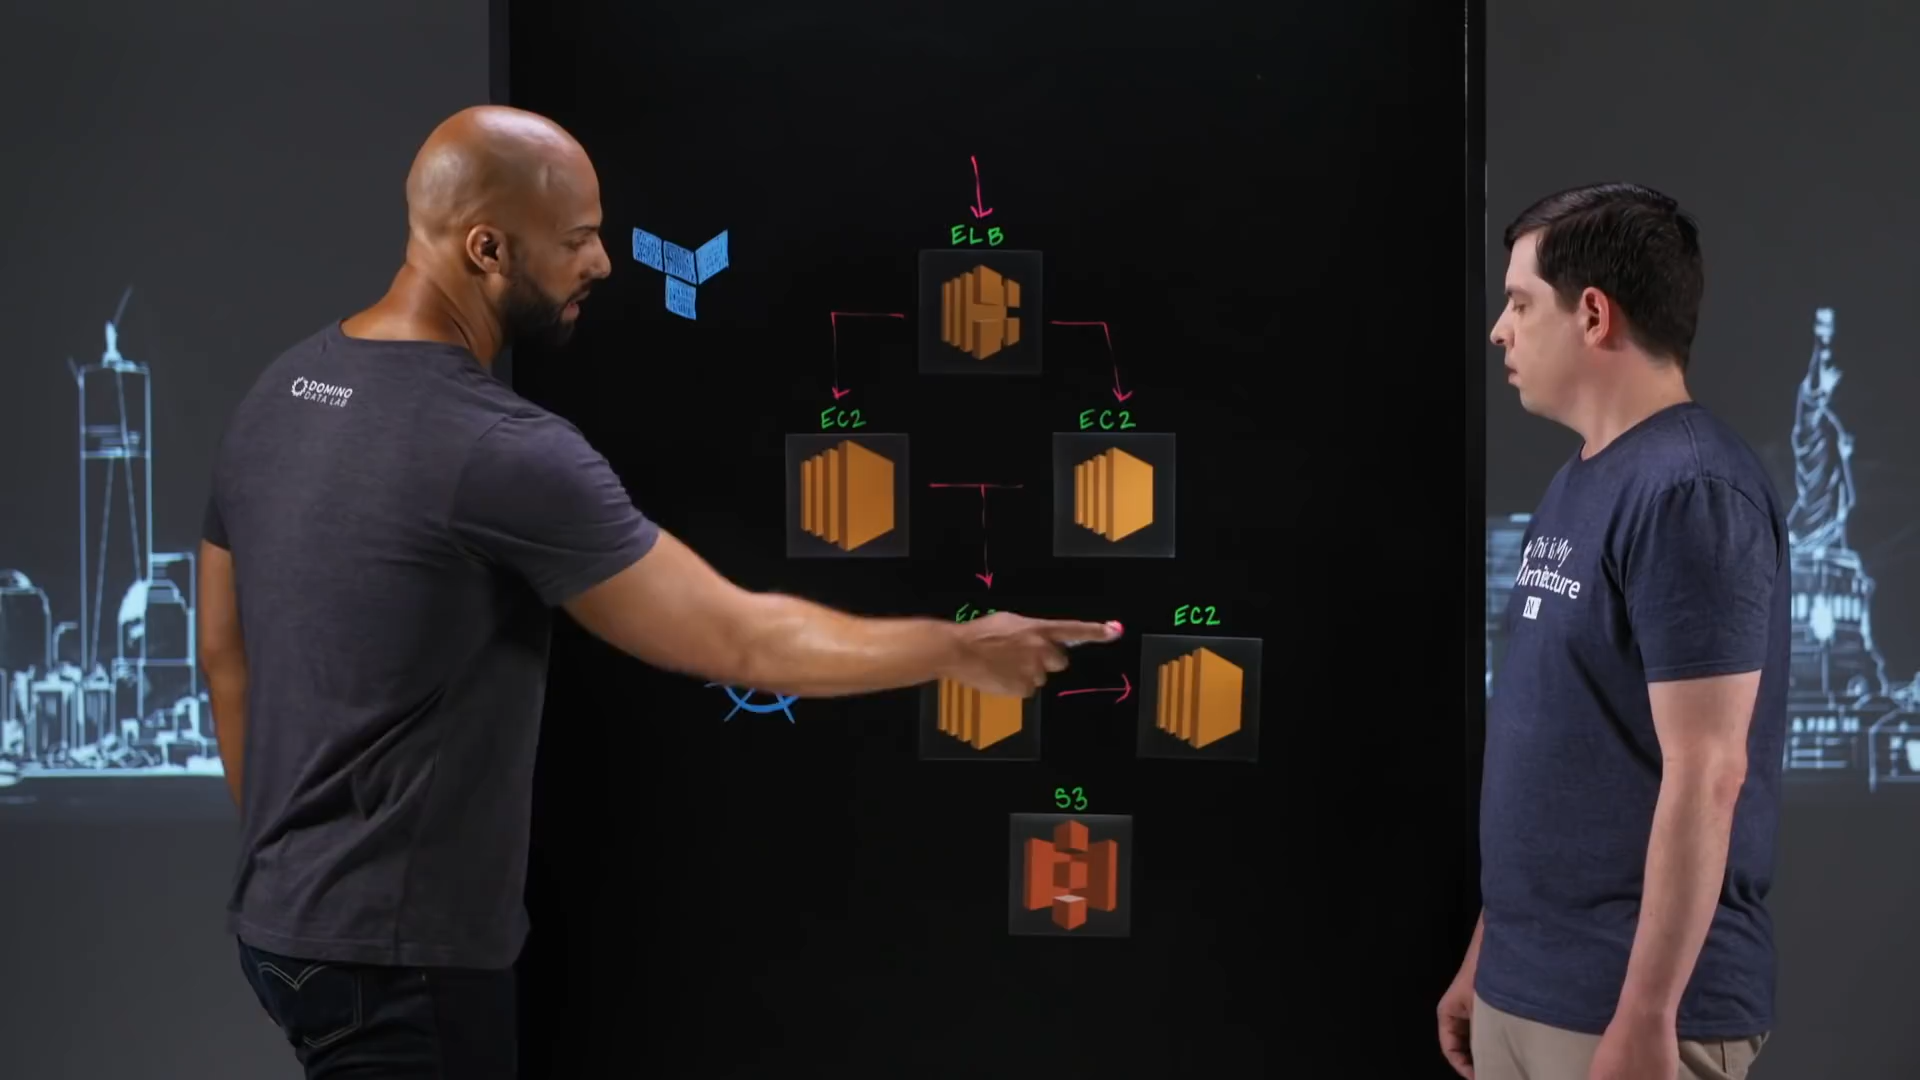 ELB
DOMINO
DATA LAB
EC2
EC2
EC2
S3
This is My
Architecture
N